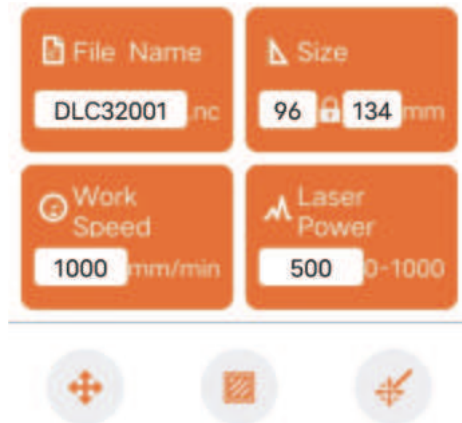 File Name
DLC32001 .nc
Size
96 134 mm
Work
Speed
1000 mm/min
Laser
Power
500 0-1000